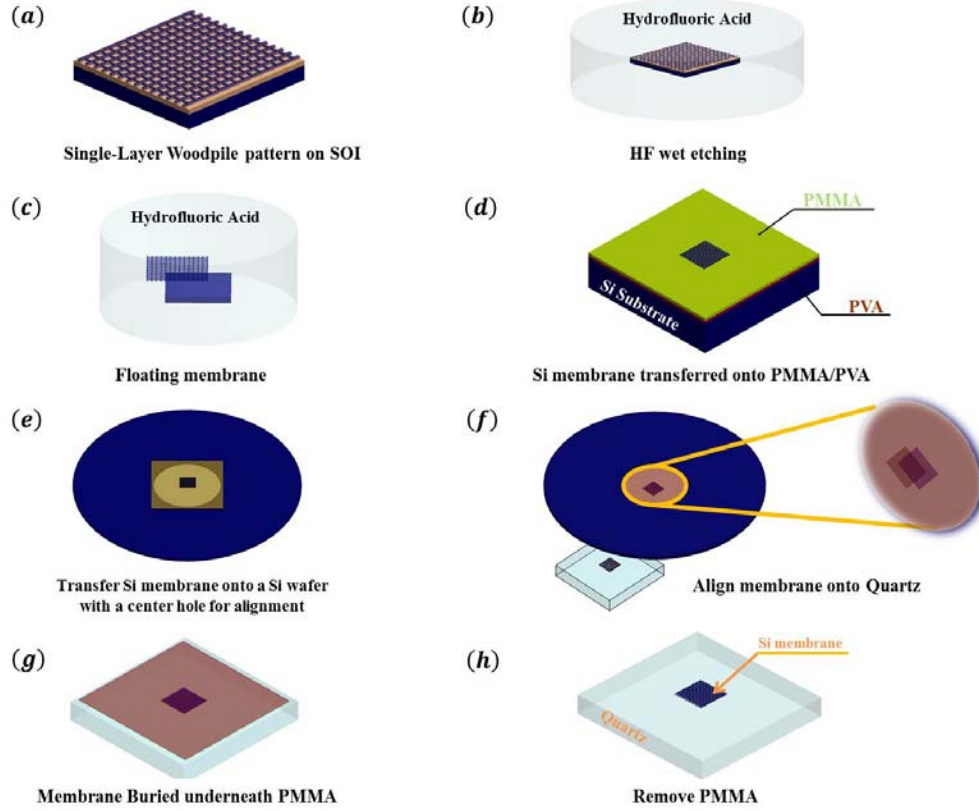 (a)
Single-Layer Woodpile pattern on SOI
(b)
Hydrofluoric Acid
HF wet etching
(c)
Hydrofluoric Acid
Floating membrane
(d)
PMMA
Si Substrate
PVA
Si membrane transferred onto PMMA/PVA
(e)
Transfer Si membrane onto a Si wafer
with a center hole for alignment
(f)
Align membrane onto Quartz
(g)
Membrane Buried underneath PMMA
(h)
Si membrane
Quartz
Remove PMMA